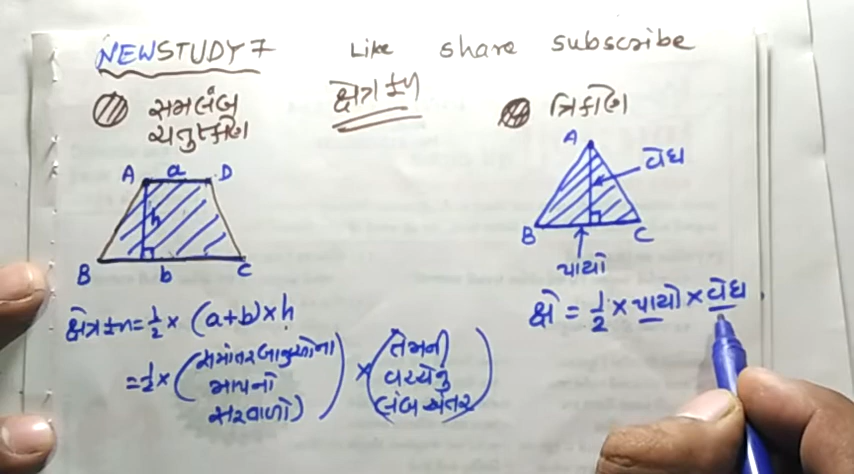 NEWSTUDY7 Like share subscribe
ક્ષેત્રફળ
સમલંબ
ચતુષ્કોણ
A a D
h
B b C
ક્ષેત્રફળ = 1/2 × (a+b) × h
= 1/2 × (સમાંતર બાજુઓના માપનો સરવાળો) × (તેમની વચ્ચેનું લંબઅંતર)
ત્રિકોણ
A
વેધ
B C
પાયો
ક્ષે = 1/2 × પાયો × વેધ